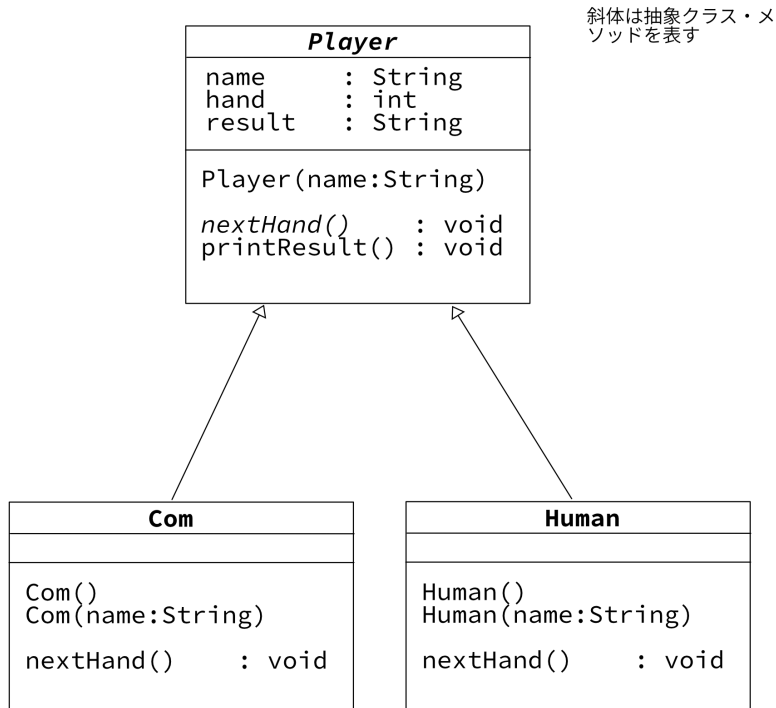 斜体は抽象クラス・メ
ソッドを表す
Player
name : String
hand : int
result : String
Player(name:String)
nextHand() : void
printResult() : void
Com
Com()
Com(name:String)
nextHand() : void
Human
Human()
Human(name:String)
nextHand() : void